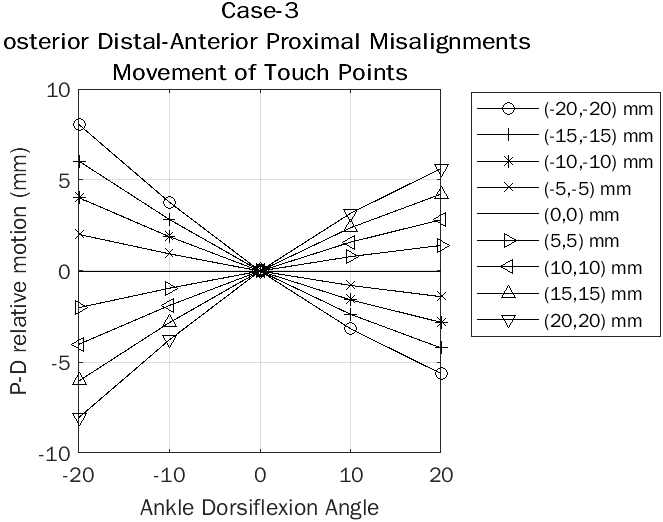 Case-3
osterior Distal-Anterior Proximal Misalignments
Movement of Touch Points
10
5
0
-5
-10
P-D relative motion (mm)
-20
-10
0
10
20
Ankle Dorsiflexion Angle
(-20,-20) mm
(-15,-15) mm
(-10,-10) mm
(-5,-5) mm
(0,0) mm
(5,5) mm
(10,10) mm
(15,15) mm
(20,20) mm